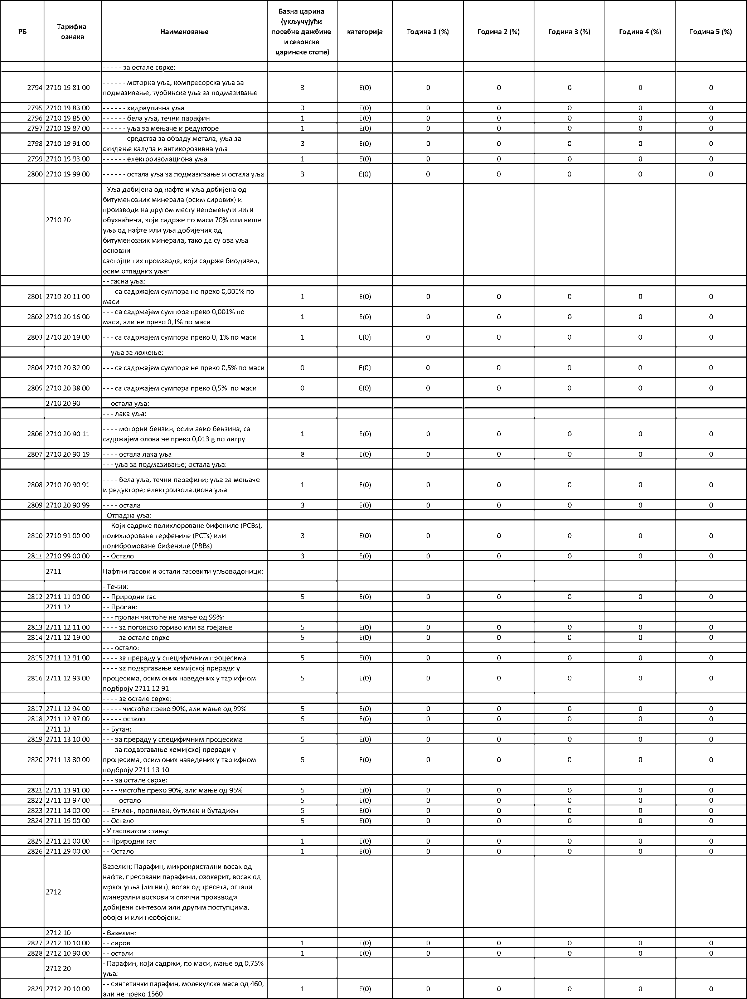 РБ Тарифна ознака Наименовање Базна царина (укључујући посебне дажбине и сезонске царинске стопе) категорија Година 1 (%) Година 2 (%) Година 3 (%) Година 4 (%) Година 5 (%)
- - - - - за остале сврхе:
2794 2710 19 81 00 - - - - - - моторна уља, компресорска уља за
подмазивање, турбинска уља за подмазивање 3 E(0) 0 0 0 0 0
2795 2710 19 83 00 - - - - - - хидраулична уља 3 E(0) 0 0 0 0 0
2796 2710 19 85 00 - - - - - - бела уља, течни парафин 1 E(0) 0 0 0 0 0
2797 2710 19 87 00 - - - - - - уља за мењаче и редукторе 1 E(0) 0 0 0 0 0
2798 2710 19 91 00 - - - - - - средства за обраду метала, уља за
скидање калупа и антикорозивна уља 3 E(0) 0 0 0 0 0
2799 2710 19 93 00 - - - - - - електроизолациона уља 1 E(0) 0 0 0 0 0
2800 2710 19 99 00 - - - - - - остала уља за подмазивање и остала уља 3 E(0) 0 0 0 0 0
2710 20 - Уља добијена од нафте и уља добијена од
битуменозних минерала (осим сирових) и
производи на другом месту непоменути нити
обухваћени, који садрже по маси 70% или више
уља од нафте или уља добијених од
битуменозних минерала, тако да су ова уља
основни
састојци тих производа, који садрже биодизел,
осим отпадних уља:
- - гасна уља:
2801 2710 20 11 00 - - - са садржајем сумпора не преко 0,001% по
маси 1 E(0) 0 0 0 0 0
2802 2710 20 16 00 - - - са садржајем сумпора преко 0,001% по
маси, али не преко 0,1% по маси 1 E(0) 0 0 0 0 0
2803 2710 20 19 00 - - - са садржајем сумпора преко 0, 1% по маси 1 E(0) 0 0 0 0 0
- - уља за ложење:
2804 2710 20 32 00 - - - са садржајем сумпора не преко 0,5% по маси 0 E(0) 0 0 0 0 0
2805 2710 20 38 00 - - - са садржајем сумпора преко 0,5% по маси 0 E(0) 0 0 0 0 0
2710 20 90 - - остала уља:
- - - лака уља:
2806 2710 20 90 11 - - - - моторни бензин, осим авио бензина, са
садржајем олова не преко 0,013 g по литру 1 E(0) 0 0 0 0 0
2807 2710 20 90 19 - - - - остала лака уља 8 E(0) 0 0 0 0 0
- - - уља за подмазивање; остала уља:
2808 2710 20 90 91 - - - - бела уља, течни парафини; уља за мењаче
и редукторе; електроизолациона уља 1 E(0) 0 0 0 0 0
2809 2710 20 90 99 - - - - остала 3 E(0) 0 0 0 0 0
- Отпадна уља:
2810 2710 91 00 00 - - Који садрже полихлороване бифениле (PCBs),
полихлороване терфениле (PCTs) или
полибромоване бифениле (PBBs) 3 E(0) 0 0 0 0 0
2811 2710 99 00 00 - - Остало 3 E(0) 0 0 0 0 0
2711 Нафтни гасови и остали гасовити угљоводоници:
- Течни:
2812 2711 11 00 00 - - Природни гас 5 E(0) 0 0 0 0 0
2711 12 - - Пропан:
- - - пропан чистоће не мање од 99%:
2813 2711 12 11 00 - - - - за погонско гориво или за грејање 5 E(0) 0 0 0 0 0
2814 2711 12 19 00 - - - - за остале сврхе 5 E(0) 0 0 0 0 0
- - - остало:
2815 2711 12 91 00 - - - - за прераду у специфичним процесима 5 E(0) 0 0 0 0 0
2816 2711 12 93 00 - - - - за подвргавање хемијској преради у
процесима, осим оних наведених у тар ифном
подброју 2711 12 91 5 E(0) 0 0 0 0 0
- - - - за остале сврхе:
2817 2711 12 94 00 - - - - - чистоће преко 90%, али мање од 99% 5 E(0) 0 0 0 0 0
2818 2711 12 97 00 - - - - - остало 5 E(0) 0 0 0 0 0
2711 13 - - Бутан:
2819 2711 13 10 00 - - - за прераду у специфичним процесима 5 E(0) 0 0 0 0 0
2820 2711 13 30 00 - - - за подвргавање хемијској преради у
процесима, осим оних наведених у тар ифном
подброју 2711 13 10 5 E(0) 0 0 0 0 0
- - - за остале сврхе:
2821 2711 13 91 00 - - - - чистоће преко 90%, али мање од 95% 5 E(0) 0 0 0 0 0
2822 2711 13 97 00 - - - - остало 5 E(0) 0 0 0 0 0
2823 2711 14 00 00 - - Етилен, пропилен, бутилен и бутадиен 5 E(0) 0 0 0 0 0
2824 2711 19 00 00 - - Остало 5 E(0) 0 0 0 0 0
- У гасовитом стању:
2825 2711 21 00 00 - - Природни гас 1 E(0) 0 0 0 0 0
2826 2711 29 00 00 - - Остало 1 E(0) 0 0 0 0 0
2712 Вазелин; Парафин, микрокристални восак од
нафте, пресовани парафини, озокерит, восак од
мрког угља (лигнит), восак од тресета, остали
минерални воскови и слични производи
добијени синтезом или другим поступцима,
обојени или необојени:
2712 10 - Вазелин:
2827 2712 10 10 00 - - сиров 1 E(0) 0 0 0 0 0
2828 2712 10 90 00 - - остали 1 E(0) 0 0 0 0 0
2712 20 - Парафин, који садржи, по маси, мање од 0,75%
уља:
2829 2712 20 10 00 - - синтетички парафин, молекулске масе од 460,
али не преко 1560 1 E(0) 0 0 0 0 0